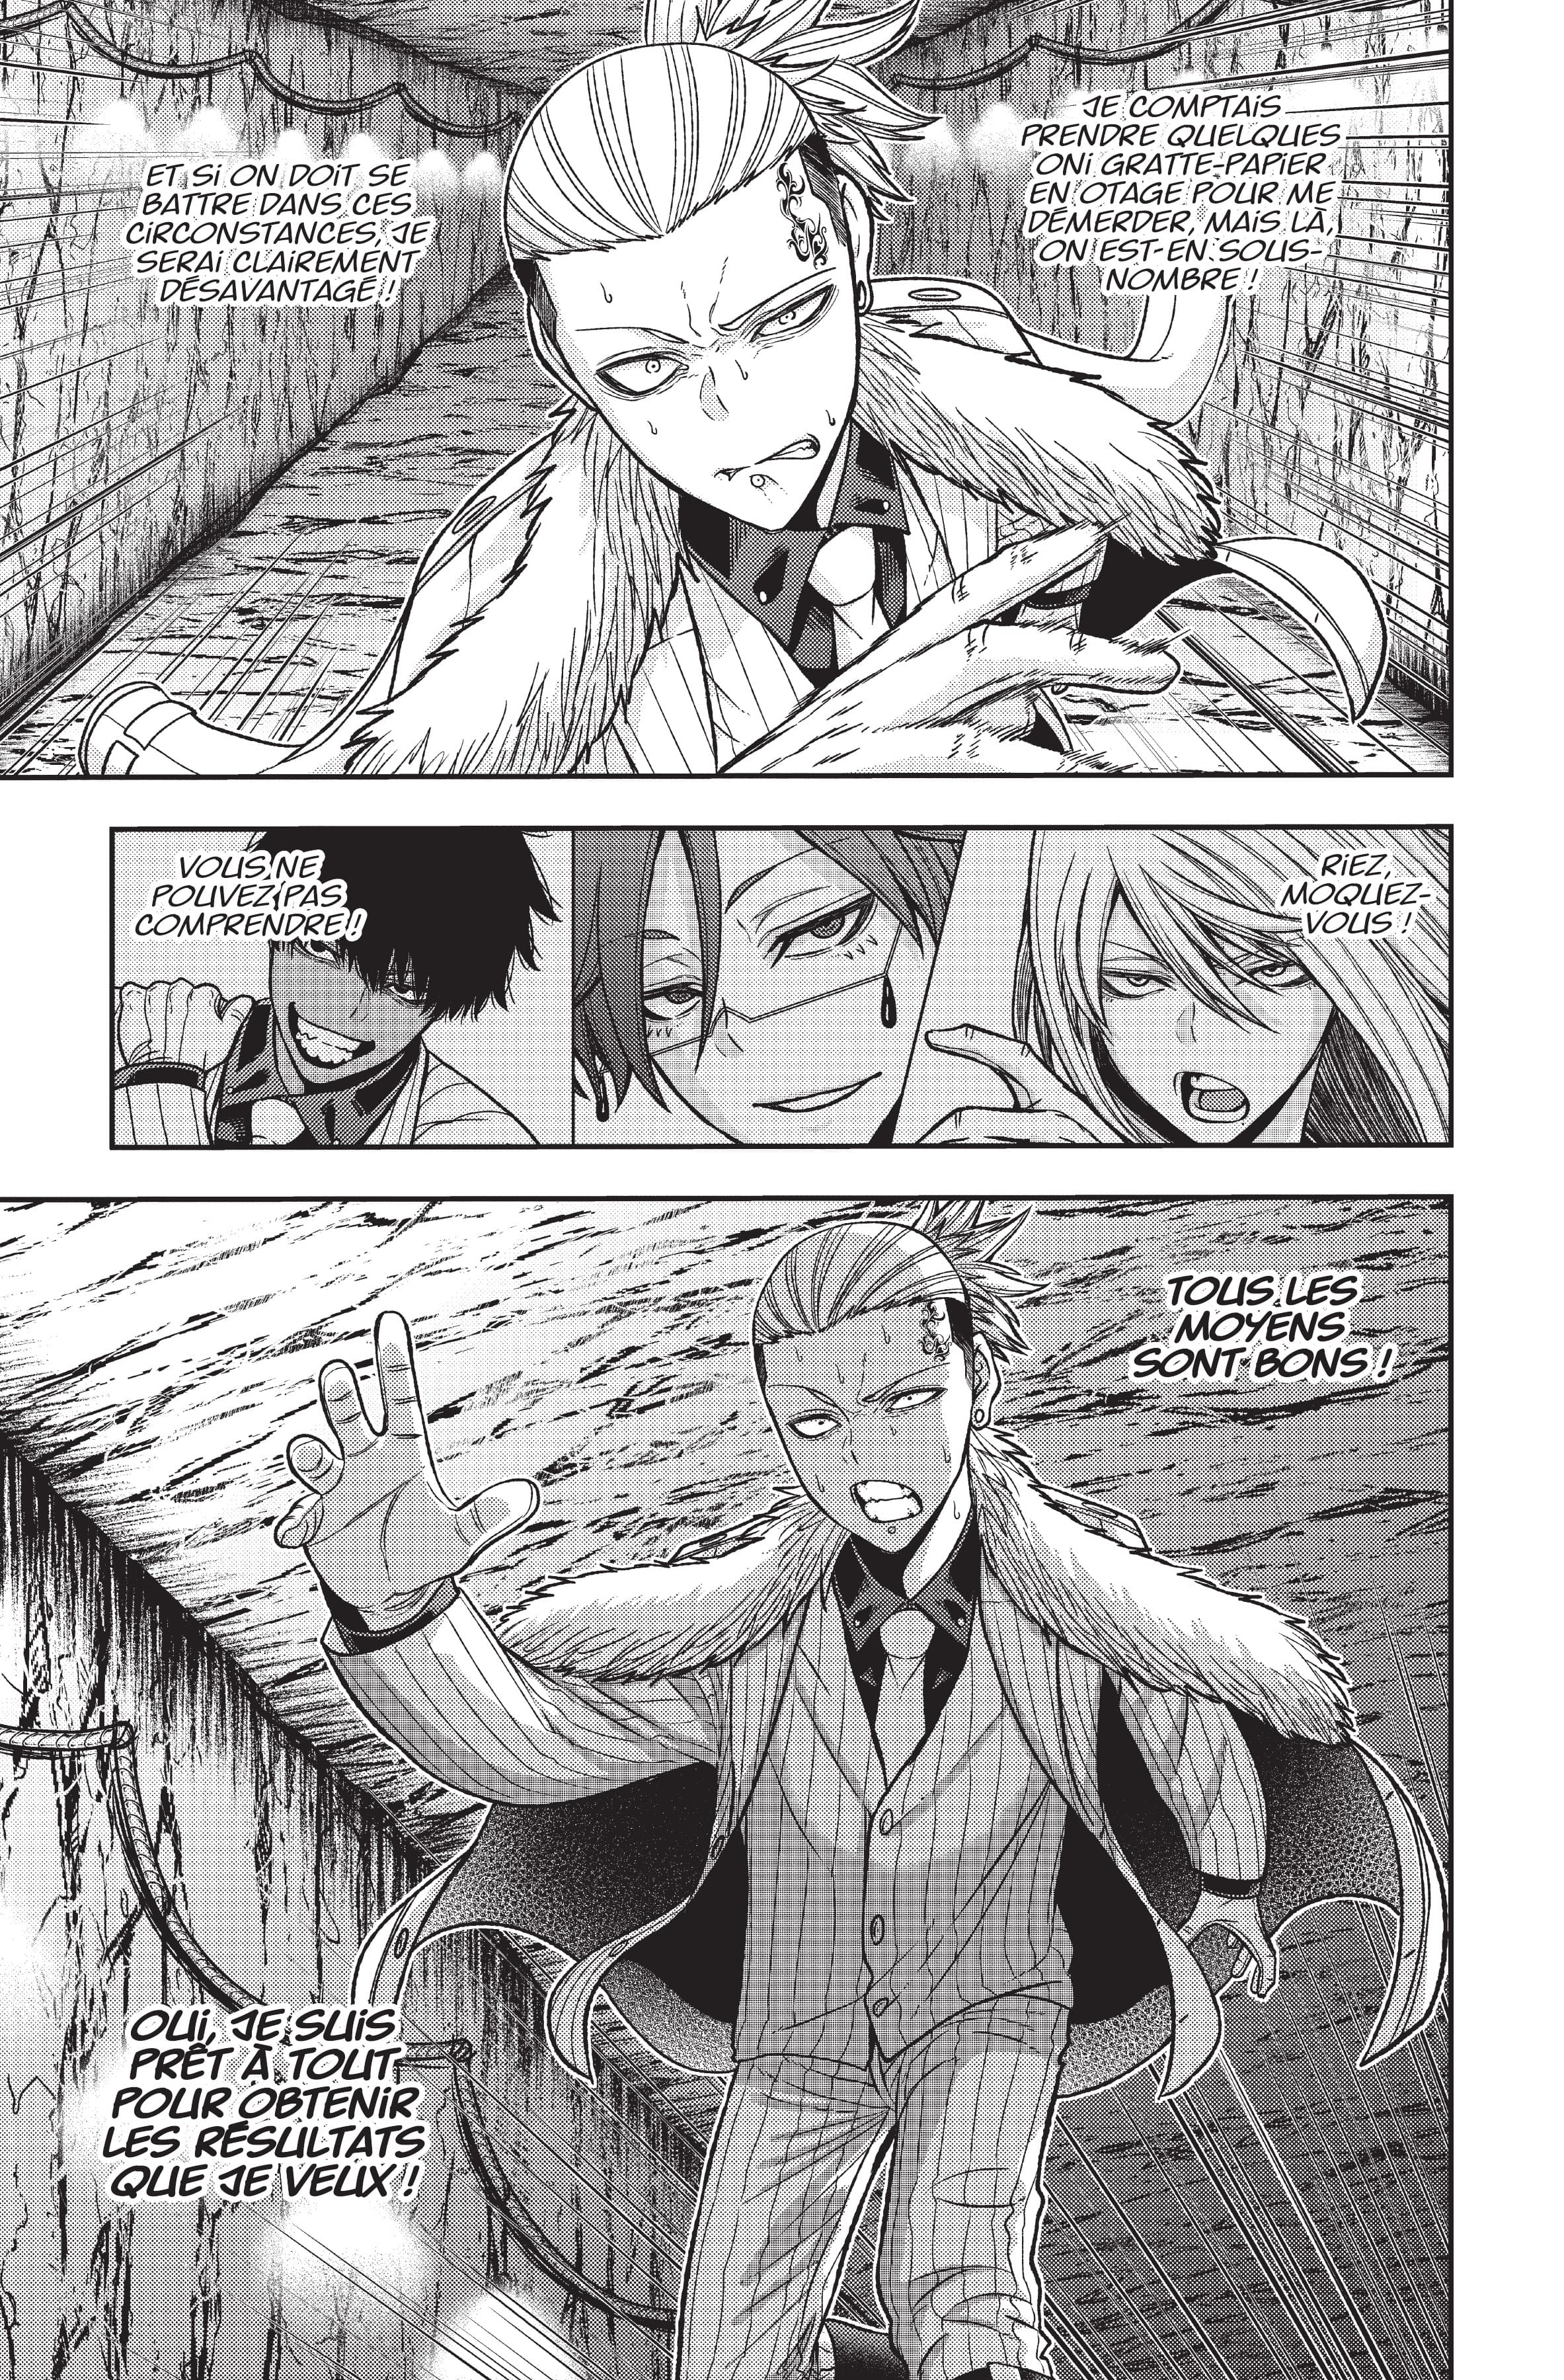 JE COMPTAIS
PRENDRE QUELQUES
ONI GRATTE-PAPIER
EN OTAGE POUR ME
DÉMERDER, MAIS LÀ,
ON EST-EN SOUS-
NOMBRE !
ET SI ON DOIT SE
BATTRE DANS CES
CIRCONSTANCES, JE
SERAI CLAIREMENT
DÉSAVANTAGÉ !
RIEZ,
MOQUEZ-
VOUS !
VOUS NE
POUVEZ PAS
COMPRENDRE !
TOUS LES
MOYENS
SONT BONS !
OUI, JE SUIS
PRÊT À TOUT
POUR OBTENIR
LES RÉSULTATS
QUE JE VEUX !